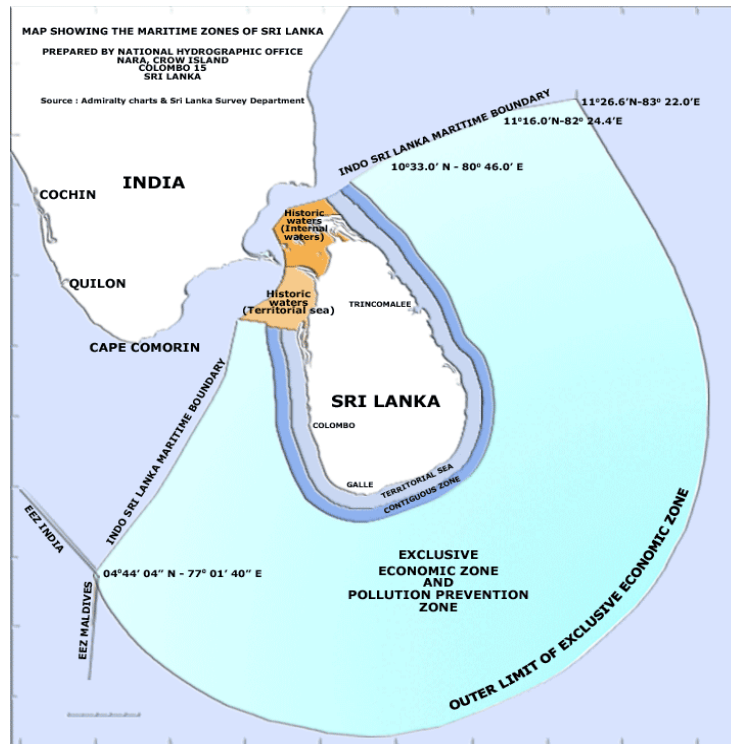 MAP SHOWING THE MARITIME ZONES OF SRI LANKA
PREPARED BY NATIONAL HYDROGRAPHIC OFFICE
NARA, CROW ISLAND
COLOMBO 15
SRI LANKA
Source : Admiralty charts & Sri Lanka Survey Department
INDO SRI LANKA MARITIME BOUNDARY
11º26.6’N-83º 22.0’E
11º16.0’N-82º 24.4’E
10º33.0’ N - 80º 46.0’ E
INDIA
COCHIN
Historic
waters
(Internal
waters)
QUILON
Historic
waters
(Territorial sea)
TRINCOMALEE
CAPE COMORIN
SRI LANKA
COLOMBO
INDO SRI LANKA MARITIME BOUNDARY
GALLE
TERRITORIAL SEA
CONTIGUOUS ZONE
EEZ INDIA
EXCLUSIVE
ECONOMIC ZONE
AND
POLLUTION PREVENTION
ZONE
04º44’ 04” N - 77º 01’ 40” E
EEZ MALDIVES
OUTER LIMIT OF EXCLUSIVE ECONOMIC ZONE